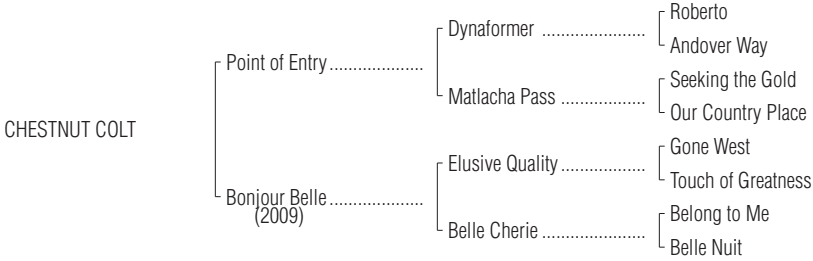 Roberto
Dynaformer ......................
Andover Way
Point of Entry....................
Seeking the Gold
Matlacha Pass ..................
Our Country Place
CHESTNUT COLT
Gone West
Elusive Quality ..................
Touch of Greatness
Bonjour Belle....................
(2009)
Belong to Me
Belle Cherie ......................
Belle Nuit